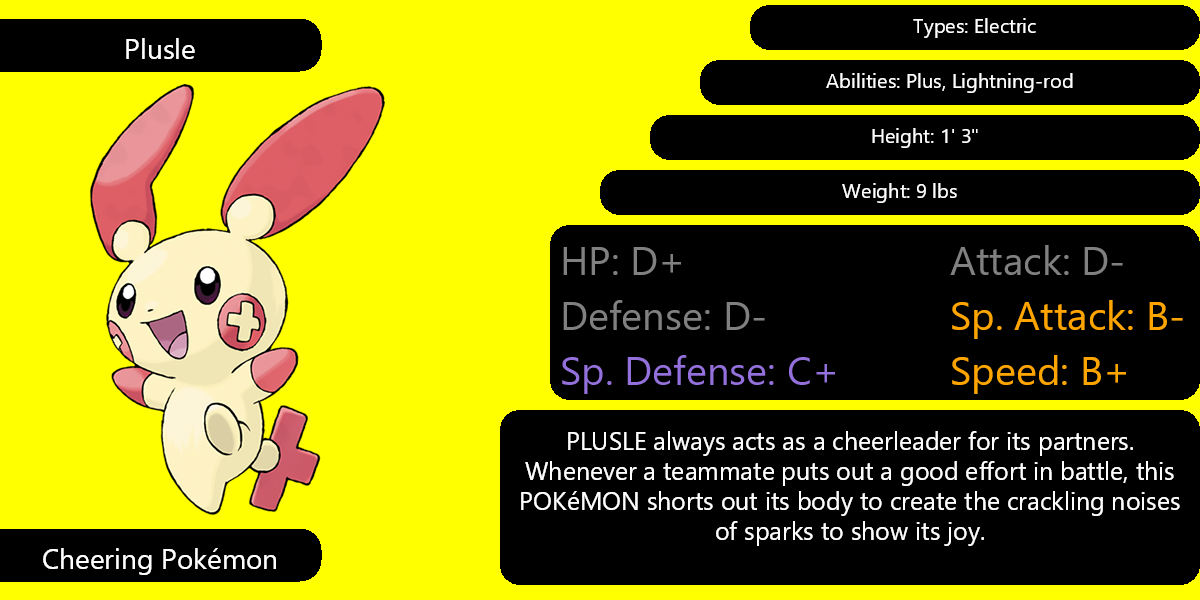 Plusle
Types: Electric
Abilities: Plus, Lightning-rod
Height: 1' 3"
Weight: 9 lbs
HP: D+
Attack: D-
Defense: D-
Sp. Attack: B-
Sp. Defense: C+
Speed: B+
PLUSLE always acts as a cheerleader for its partners.
Whenever a teammate puts out a good effort in battle, this
POKéMON shorts out its body to create the crackling noises
of sparks to show its joy.
Cheering Pokémon